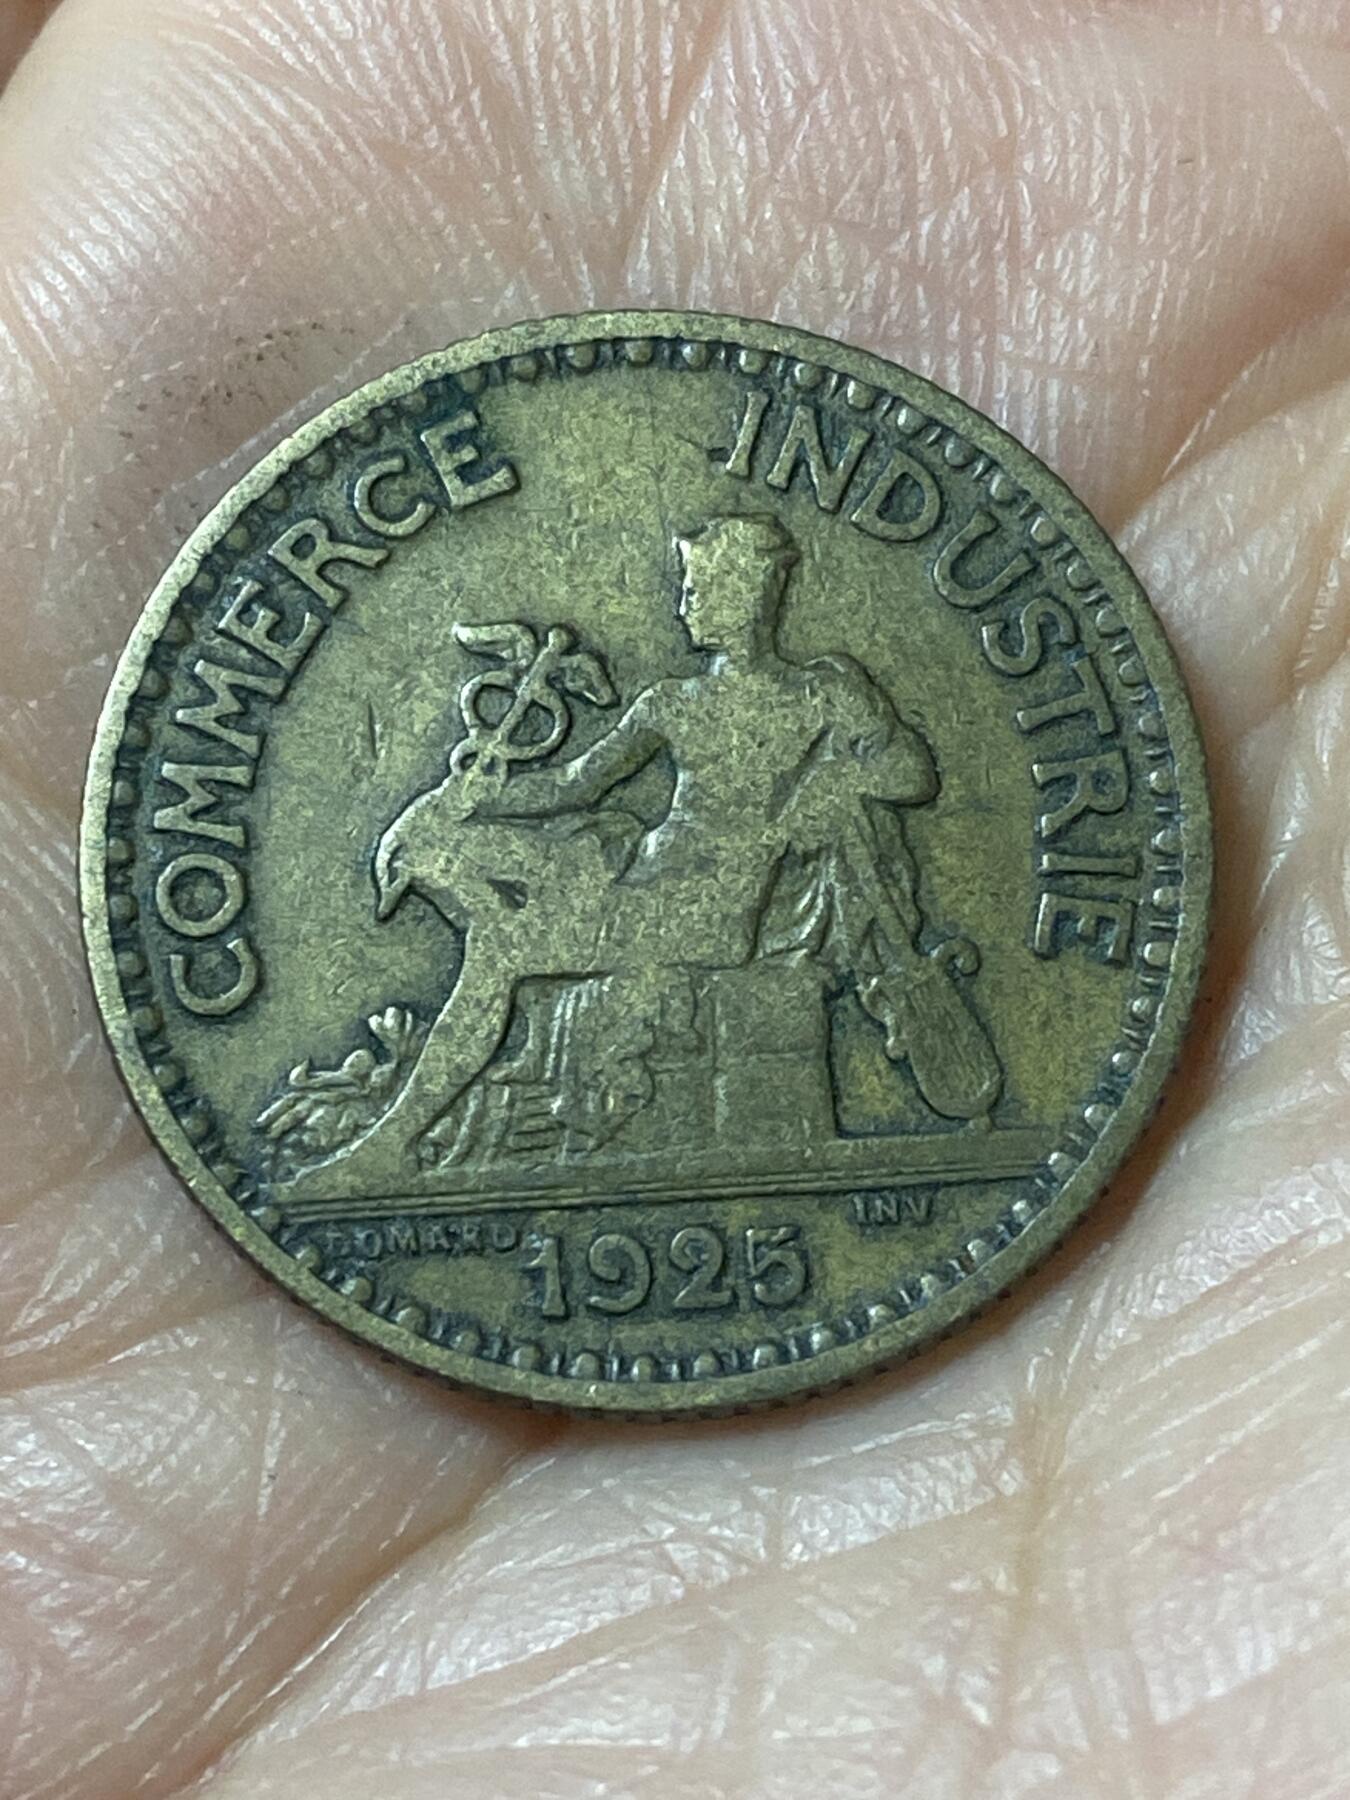 COMMERCE INDUSTRIE
DOMARD INV
1925